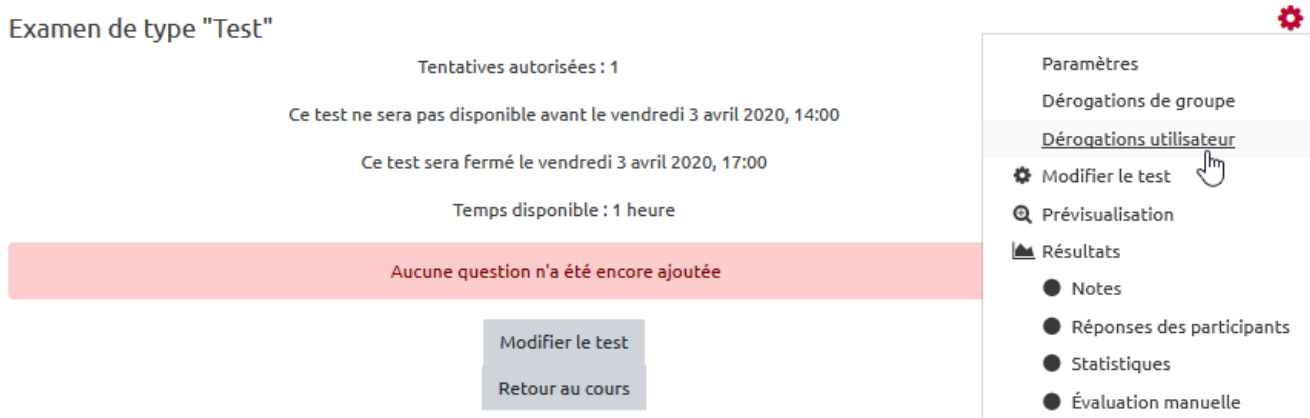 Examen de type "Test"
Tentatives autorisées : 1
Ce test ne sera pas disponible avant le vendredi 3 avril 2020, 14:00
Ce test sera fermé le vendredi 3 avril 2020, 17:00
Temps disponible : 1 heure
Aucune question n'a été encore ajoutée
Modifier le test
Retour au cours
Paramètres
Dérogations de groupe
Dérogations utilisateur
Modifier le test
Prévisualisation
Résultats
Notes
Réponses des participants
Statistiques
Évaluation manuelle